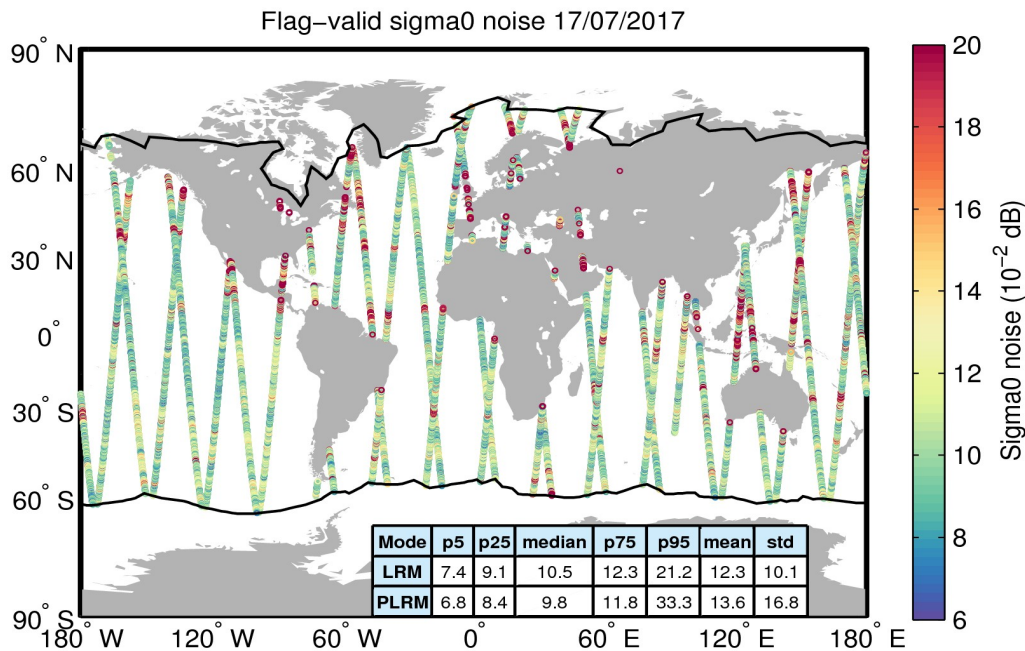 Flag−valid sigma0 noise 17/07/2017
90° N
60° N
30° N
0°
30° S
60° S
90° S
180° W
120° W
60° W
0°
60° E
120° E
180° E
20
18
16
14
12
10
8
6
Sigma0 noise (10⁻² dB)
Mode p5 p25 median p75 p95 mean std
LRM 7.4 9.1 10.5 12.3 21.2 12.3 10.1
PLRM 6.8 8.4 9.8 11.8 33.3 13.6 16.8